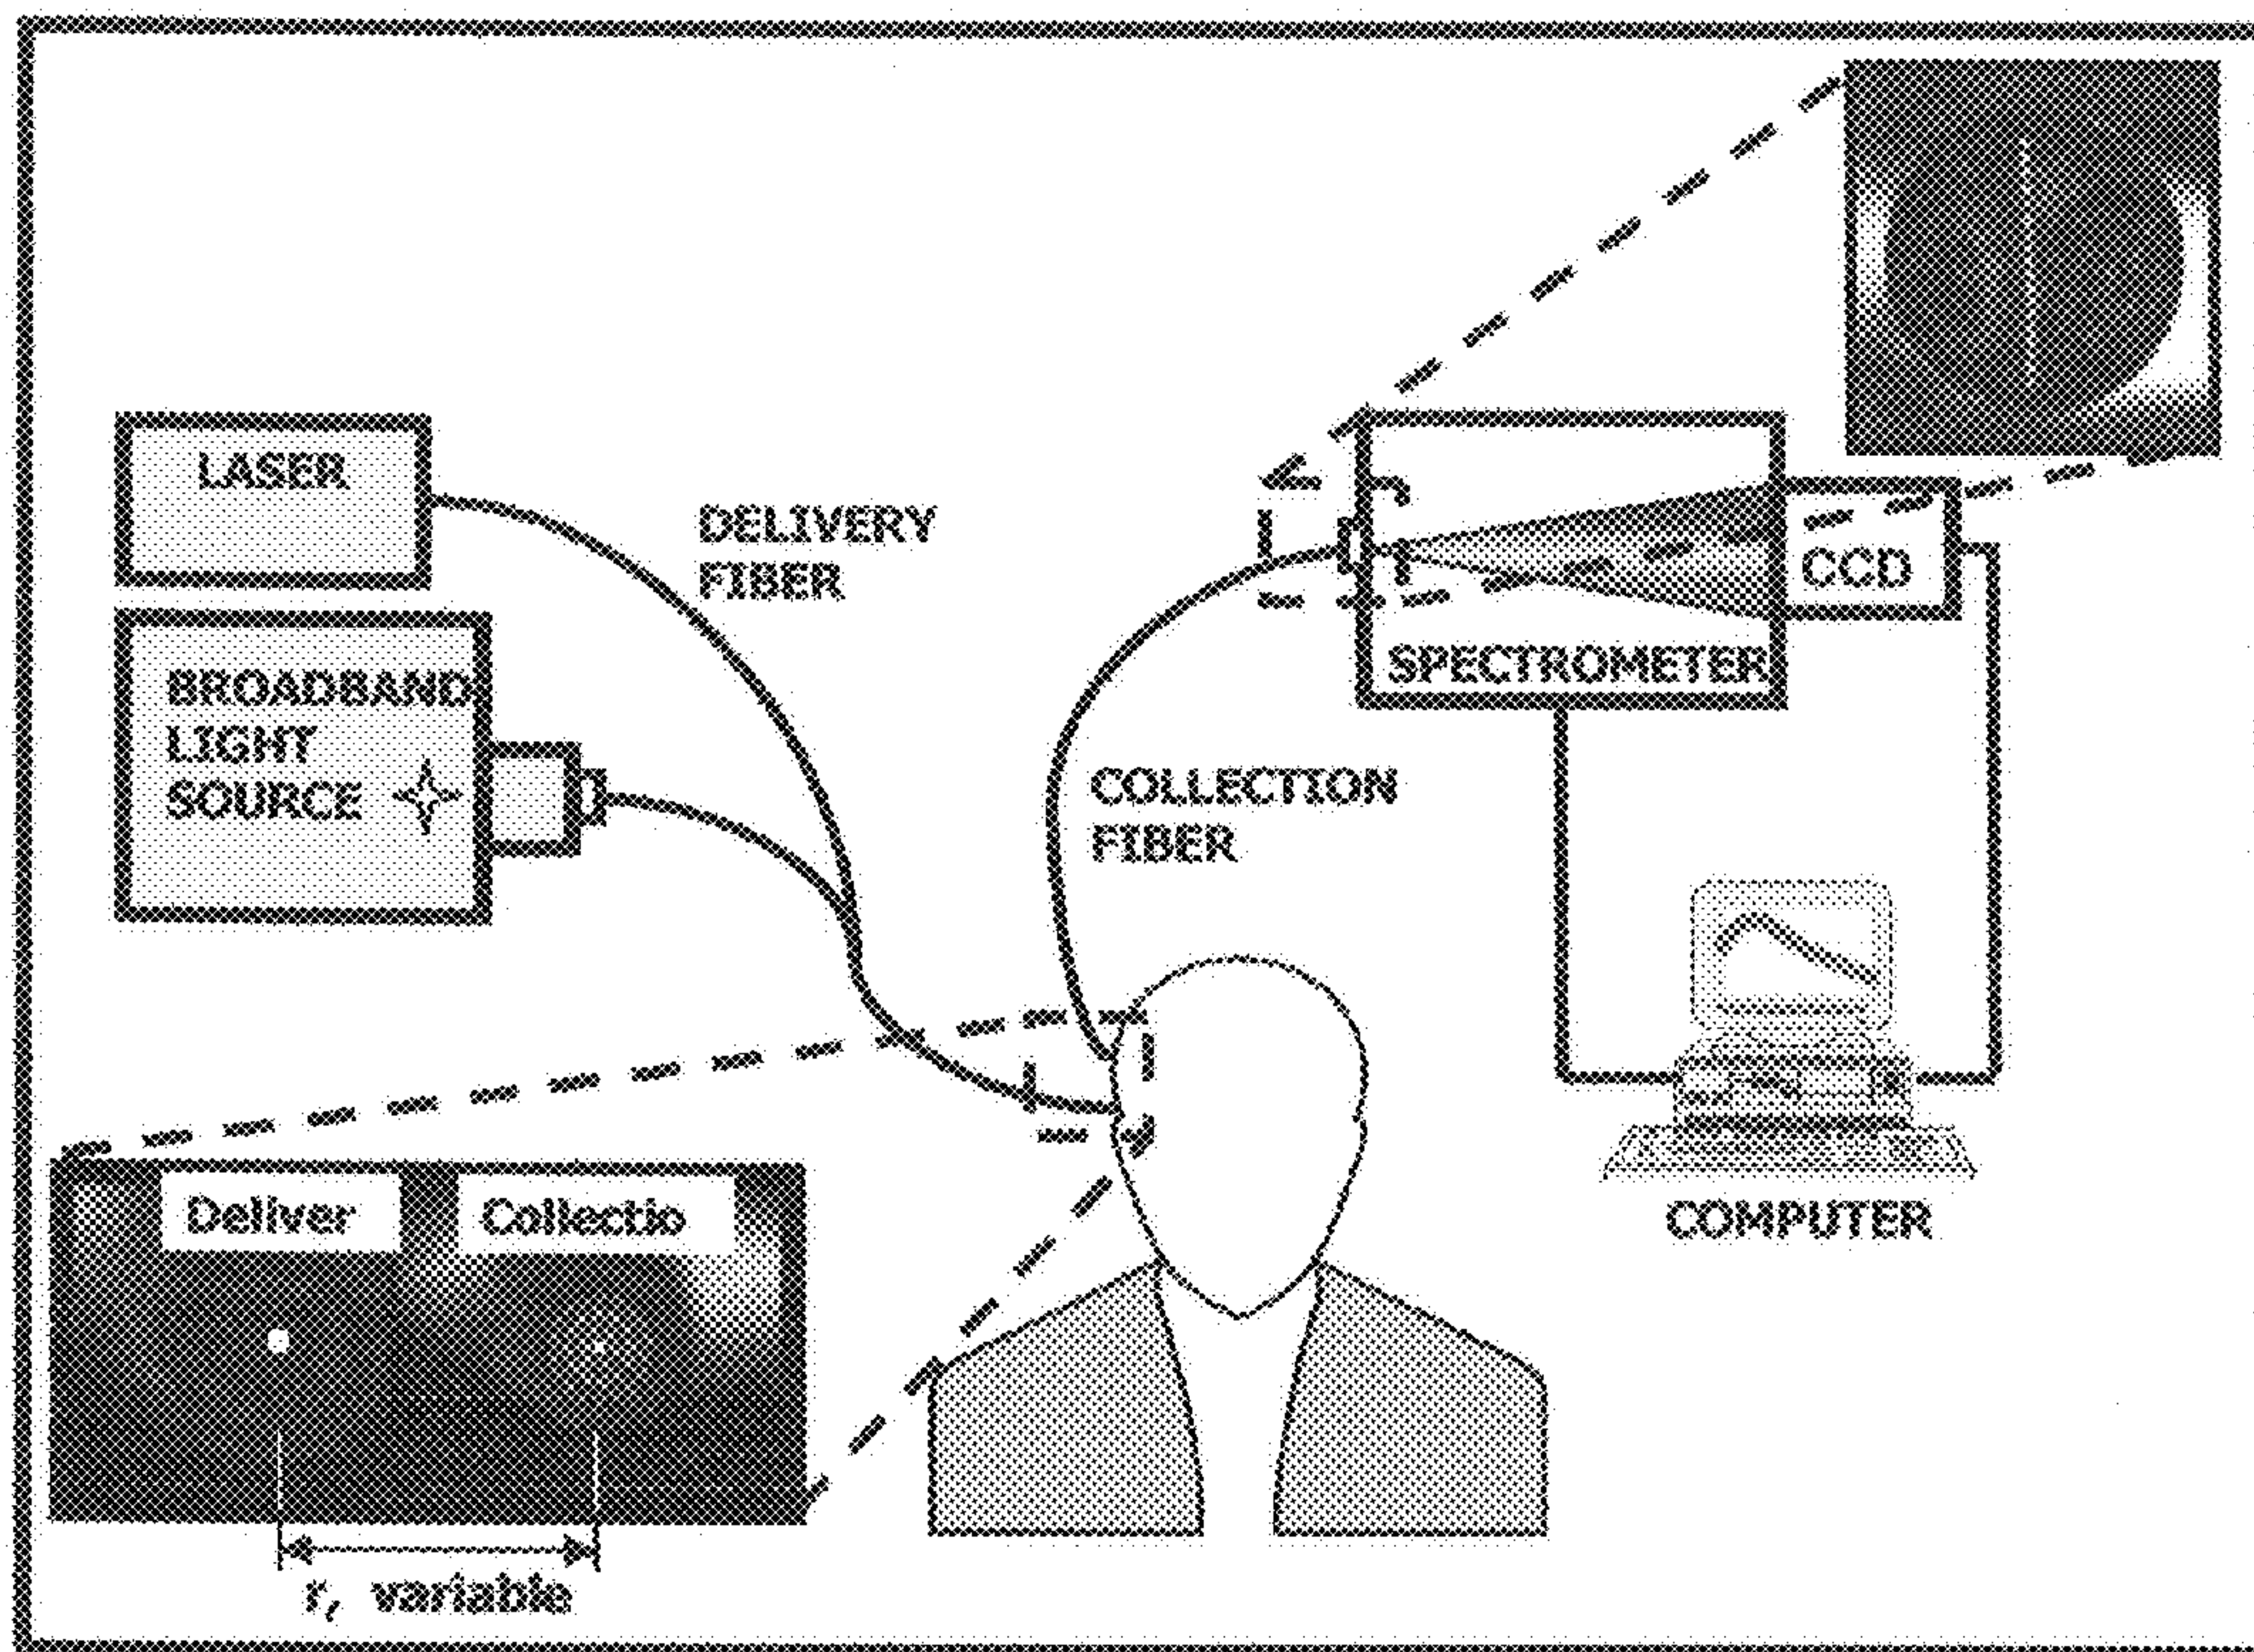 LASER
DELIVERY
FIBER
BROADBAND
LIGHT
SOURCE
CCD
SPECTROMETER
COLLECTION
FIBER
COMPUTER
Deliver
Collectio
r, variable